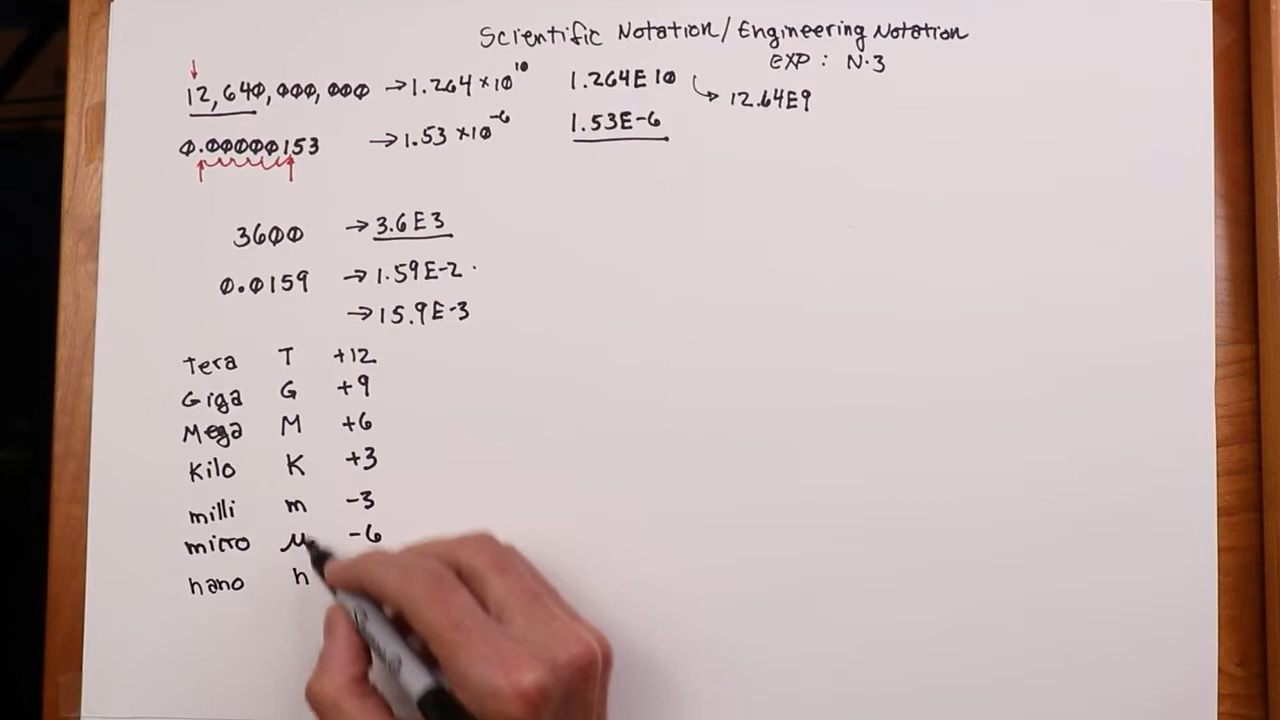 Scientific Notation/Engineering Notation
EXP: N·3
12,640,000,000 → 1.264 × 10^10 1.264E10 → 12.64E9
0.00000153 → 1.53 × 10^-6 1.53E-6
3600 → 3.6E3
0.0159 → 1.59E-2
→ 15.9E-3
Tera T +12
Giga G +9
Mega M +6
Kilo K +3
milli m -3
micro μ -6
nano n